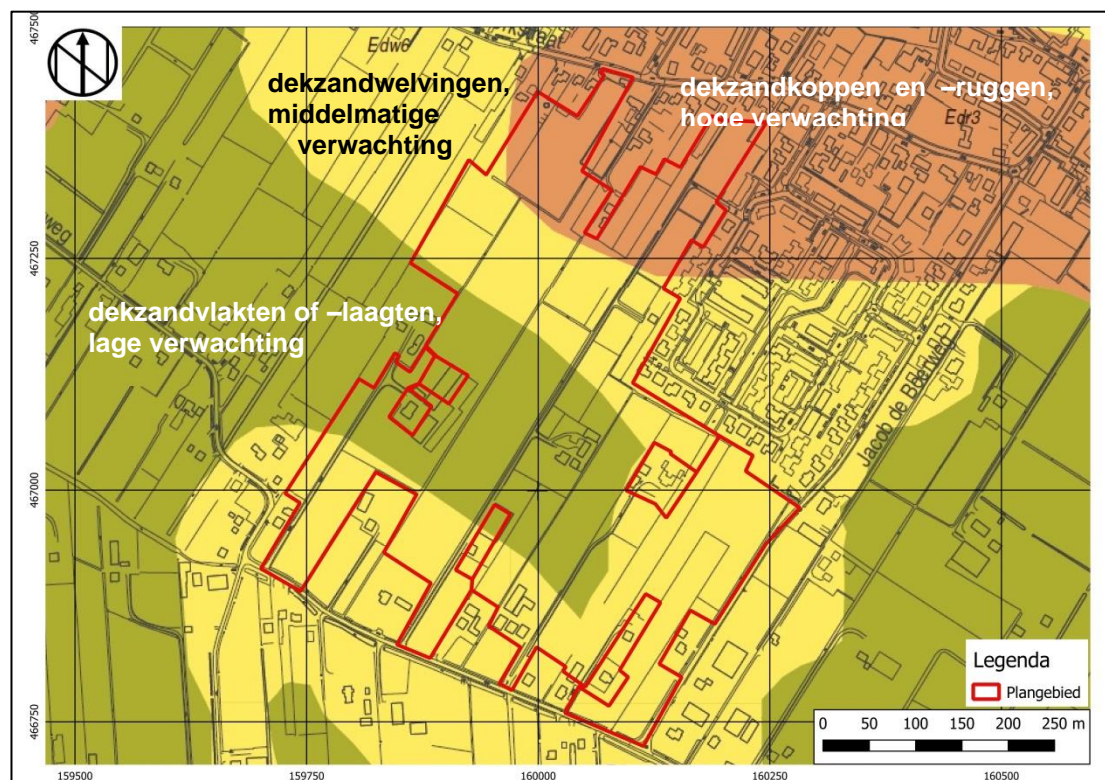 467500
Edw6
dekzandwelvingen,
middelmatige
verwachting
dekzandkoppen en –ruggen,
hoge verwachting
Edr3
467250
dekzandvlakten of –laagten,
lage verwachting
Jacob de Boerweg
467000
466750
Legenda
Plangebied
0 50 100 150 200 250 m
159500 159750 160000 160250 160500